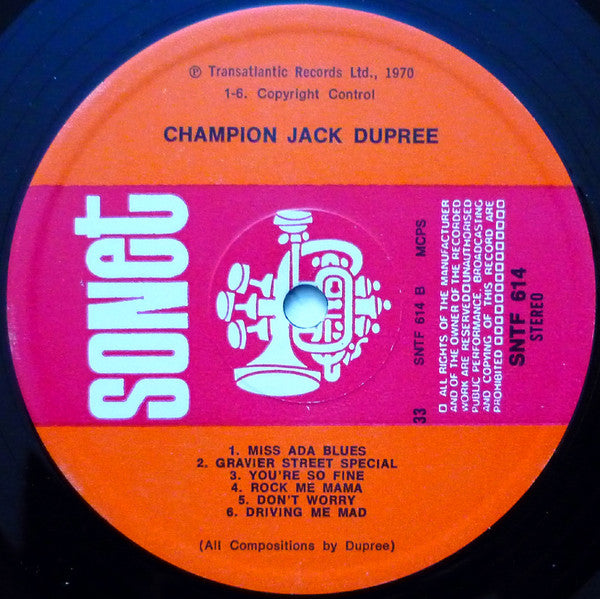 ℗ Transatlantic Records Ltd., 1970
1-6. Copyright Control
CHAMPION JACK DUPREE
sonet
33 SNTF 614 B MCPS
□ ALL RIGHTS OF THE MANUFACTURER
AND OF THE OWNER OF THE RECORDED
WORK ARE RESERVED□UNAUTHORISED
PUBLIC PERFORMANCE, BROADCASTING
AND COPYING OF THIS RECORD ARE
PROHIBITED □□□□□□□□□□□□□
SNTF 614
STEREO
1. MISS ADA BLUES
2. GRAVIER STREET SPECIAL
3. YOU'RE SO FINE
4. ROCK ME MAMA
5. DON'T WORRY
6. DRIVING ME MAD
(All Compositions by Dupree)